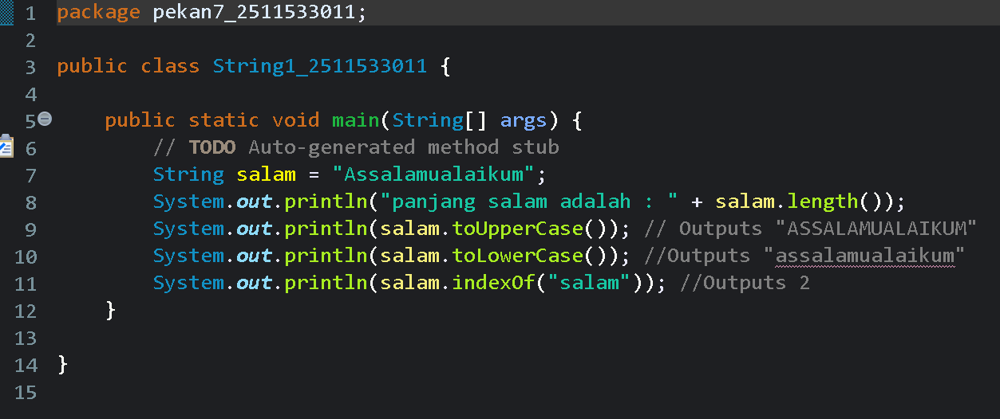 1 package pekan7_2511533011;
2
3 public class String1_2511533011 {
4
5     public static void main(String[] args) {
6         // TODO Auto-generated method stub
7         String salam = "Assalamualaikum";
8         System.out.println("panjang salam adalah : " + salam.length());
9         System.out.println(salam.toUpperCase()); // Outputs "ASSALAMUALAIKUM"
10         System.out.println(salam.toLowerCase()); //Outputs "assalamualaikum"
11         System.out.println(salam.indexOf("salam")); //Outputs 2
12     }
13
14 }
15